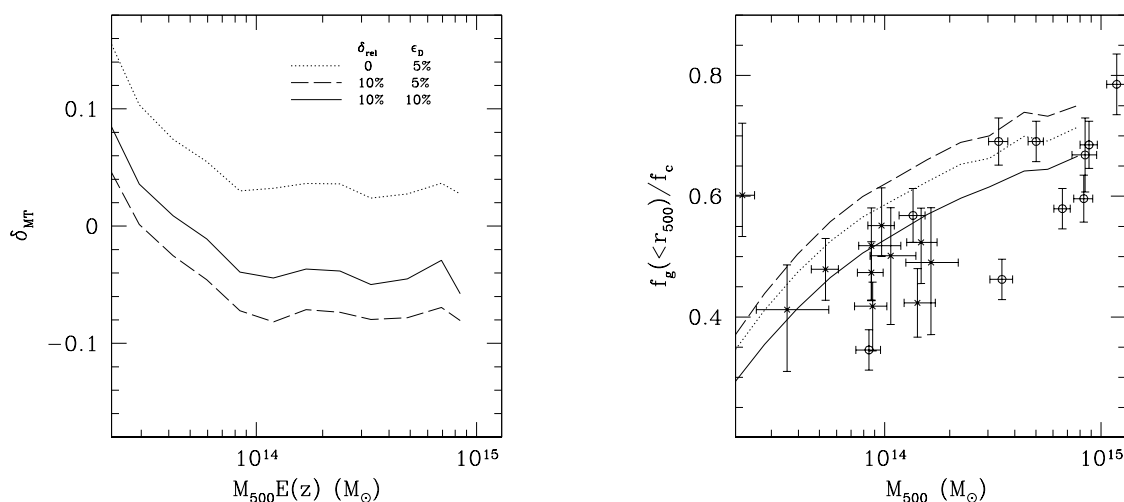 δ_rel ϵ_D
0 5%
10% 5%
10% 10%
0.1
0
−0.1
δ_MT
10^14 10^15
M_500E(z) (M_⊙)
0.8
0.6
0.4
f_g(<r_500)/f_c
10^14 10^15
M_500 (M_⊙)